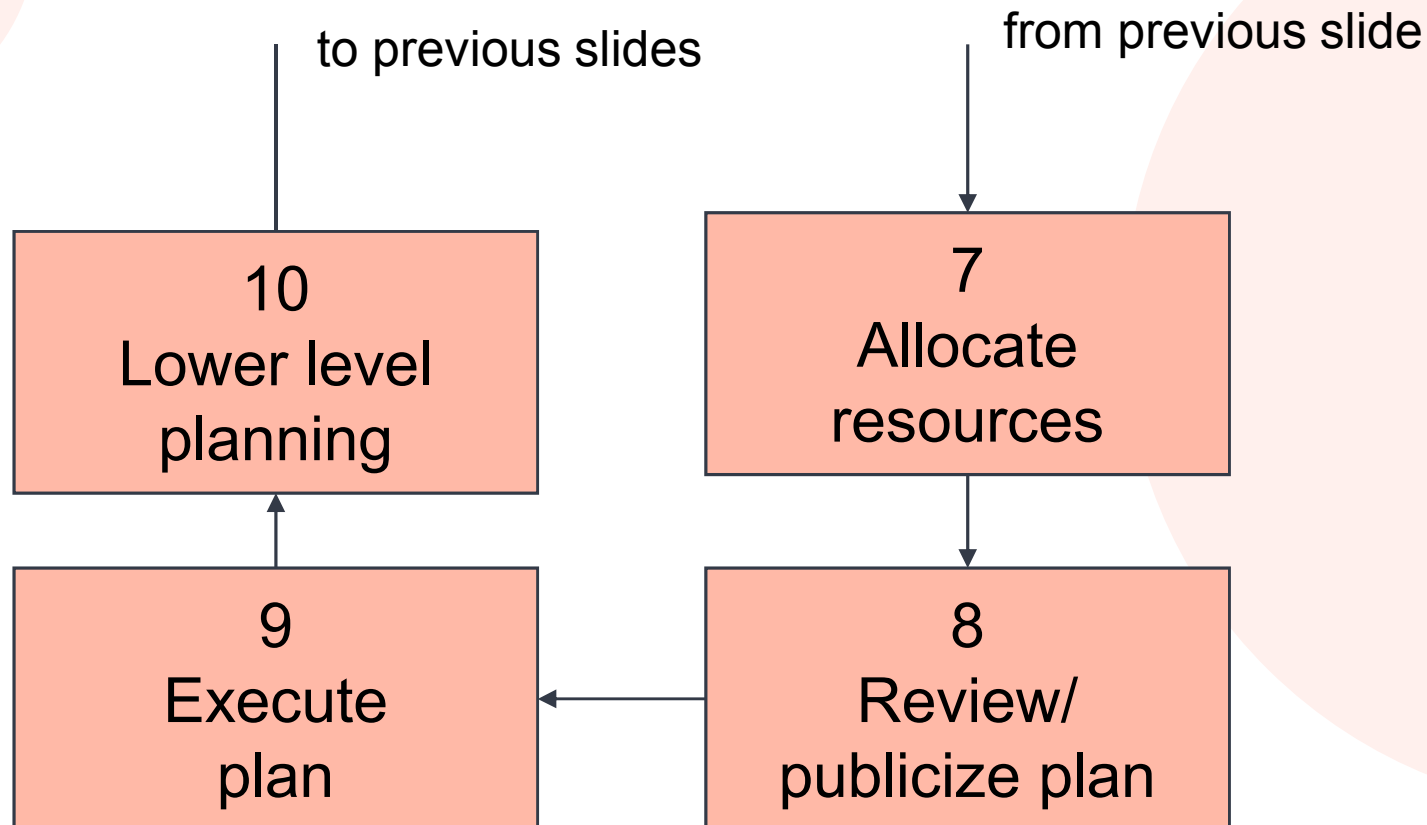 to previous slides
from previous slide
10
Lower level
planning
7
Allocate
resources
9
Execute
plan
8
Review/
publicize plan